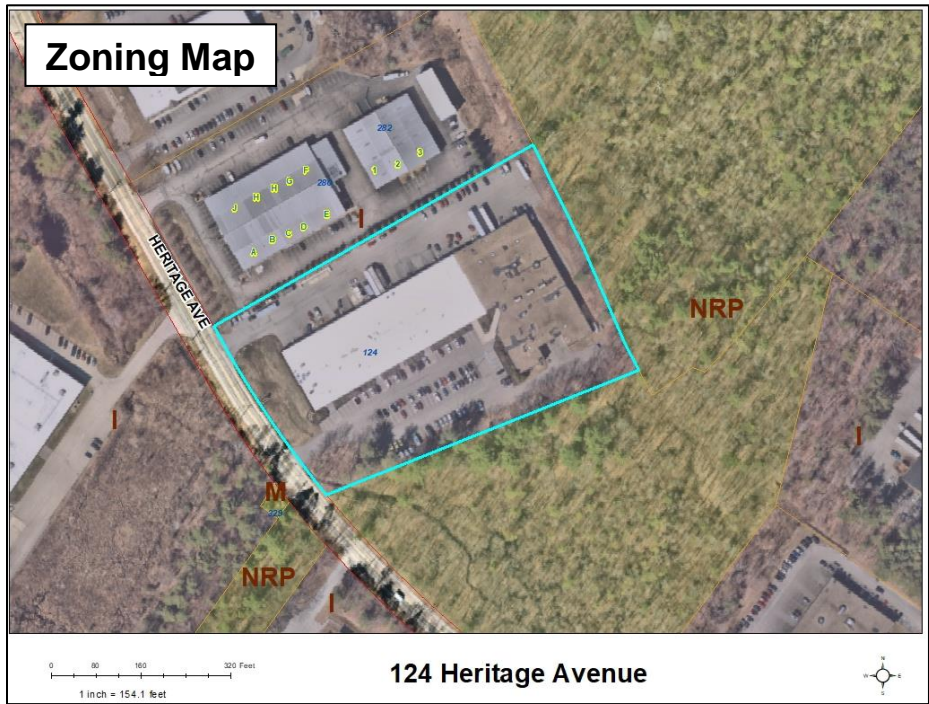 Zoning Map
282
3
2
1
F
G
H
H
J
280
E
D
C
B
A
I
HERITAGE AVE
NRP
124
I
I
M
NRP
I
0 80 160 320 Feet
1 inch = 154.1 feet
124 Heritage Avenue
N
W E
S